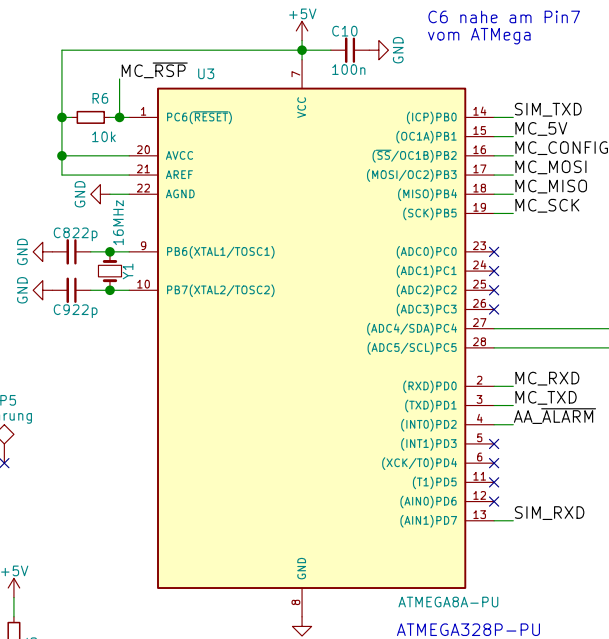 +5V
C6 nahe am Pin7
vom ATMega
C10
100n
GND
MC_RSP
U3
7
VCC
R6
10k
1 PC6(RESET)
20 AVCC
21 AREF
22 AGND
GND
16MHz
Y1
C8 22p
GND
9 PB6(XTAL1/TOSC1)
10 PB7(XTAL2/TOSC2)
GND
C9 22p
(ICP)PB0 14 SIM_TXD
(OC1A)PB1 15 MC_5V
(SS/OC1B)PB2 16 MC_CONFIG
(MOSI/OC2)PB3 17 MC_MOSI
(MISO)PB4 18 MC_MISO
(SCK)PB5 19 MC_SCK
(ADC0)PC0 23
(ADC1)PC1 24
(ADC2)PC2 25
(ADC3)PC3 26
(ADC4/SDA)PC4 27
(ADC5/SCL)PC5 28
(RXD)PD0 2 MC_RXD
(TXD)PD1 3 MC_TXD
(INT0)PD2 4 AA_ALARM
(INT1)PD3 5
(XCK/T0)PD4 6
(T1)PD5 11
(AIN0)PD6 12
(AIN1)PD7 13 SIM_RXD
P5
rung
+5V
GND
8
ATMEGA8A-PU
ATMEGA328P-PU